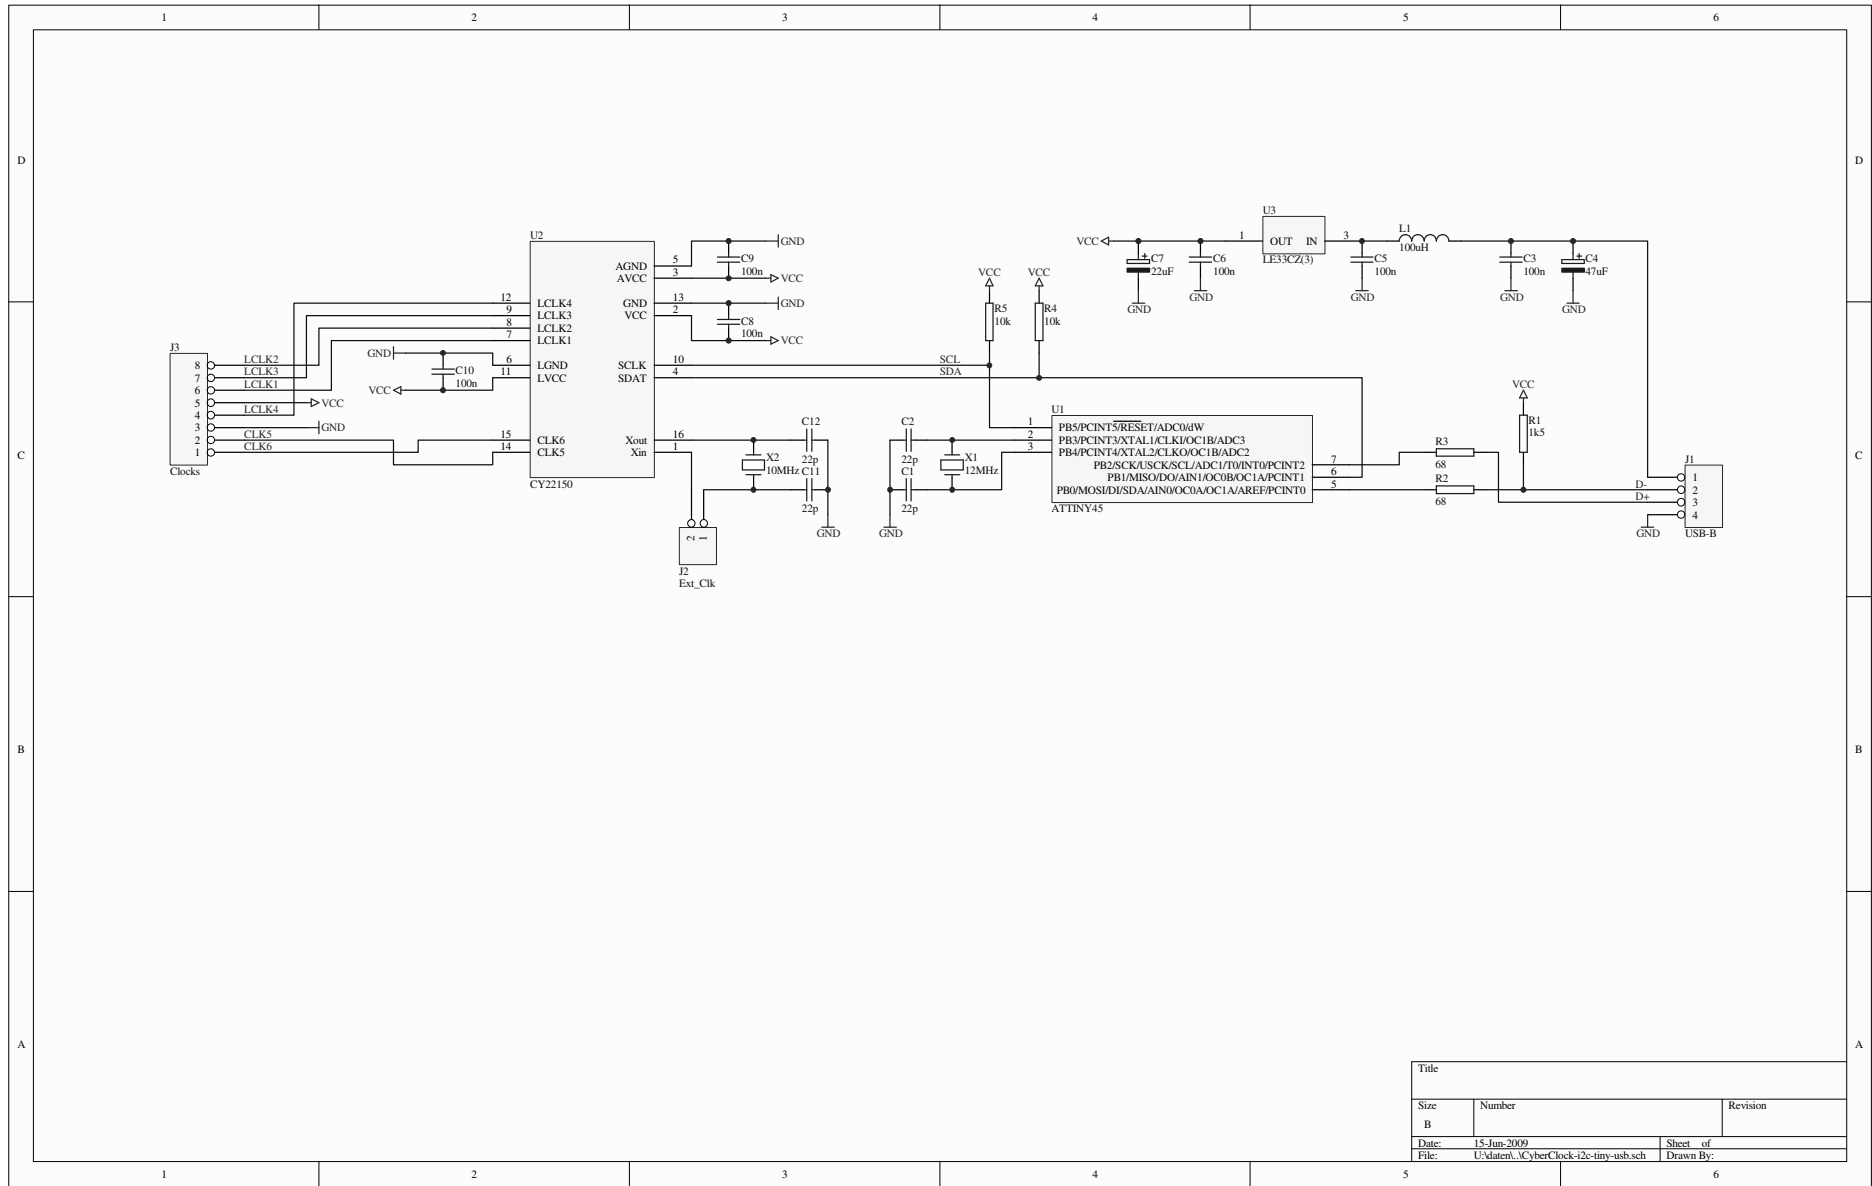 1 2 3 4 5 6
D D
C C
B B
A A
U2
CY22150
5 AGND
3 AVCC
13 GND
2 VCC
10 SCLK
4 SDAT
16 Xout
1 Xin
12 LCLK4
9 LCLK3
8 LCLK2
7 LCLK1
6 LGND
11 LVCC
15 CLK6
14 CLK5
C9
100n
GND
VCC
C8
100n
GND
VCC
GND
C10
100n
VCC
J3
8 LCLK2
7 LCLK3
6 LCLK1
5 VCC
4 LCLK4
3 GND
2 CLK5
1 CLK6
Clocks
C12
22p
X2
10MHz
C11
22p
GND
2 1
J2
Ext_Clk
SCL
SDA
VCC
R5
10k
VCC
R4
10k
C2
22p
C1
22p
X1
12MHz
GND
U1
1 PB5/PCINT5/RESET/ADC0/dW
2 PB3/PCINT3/XTAL1/CLKI/OC1B/ADC3
3 PB4/PCINT4/XTAL2/CLKO/OC1B/ADC2
PB2/SCK/USCK/SCL/ADC1/T0/INT0/PCINT2 7
PB1/MISO/DO/AIN1/OC0B/OC1A/PCINT1 6
PB0/MOSI/DI/SDA/AIN0/OC0A/OC1A/AREF/PCINT0 5
ATTINY45
VCC
C7
22uF
GND
C6
100n
GND
U3
1 OUT IN 3
LE33CZ(3)
C5
100n
GND
L1
100uH
C3
100n
GND
C4
47uF
GND
R3
68
R2
68
VCC
R1
1k5
J1
1
D- 2
D+ 3
4
GND
USB-B
Title
Size Number Revision
B
Date: 15-Jun-2009 Sheet of
File: U:\daten\..\CyberClock-i2c-tiny-usb.sch Drawn By:
1 2 3 4 5 6